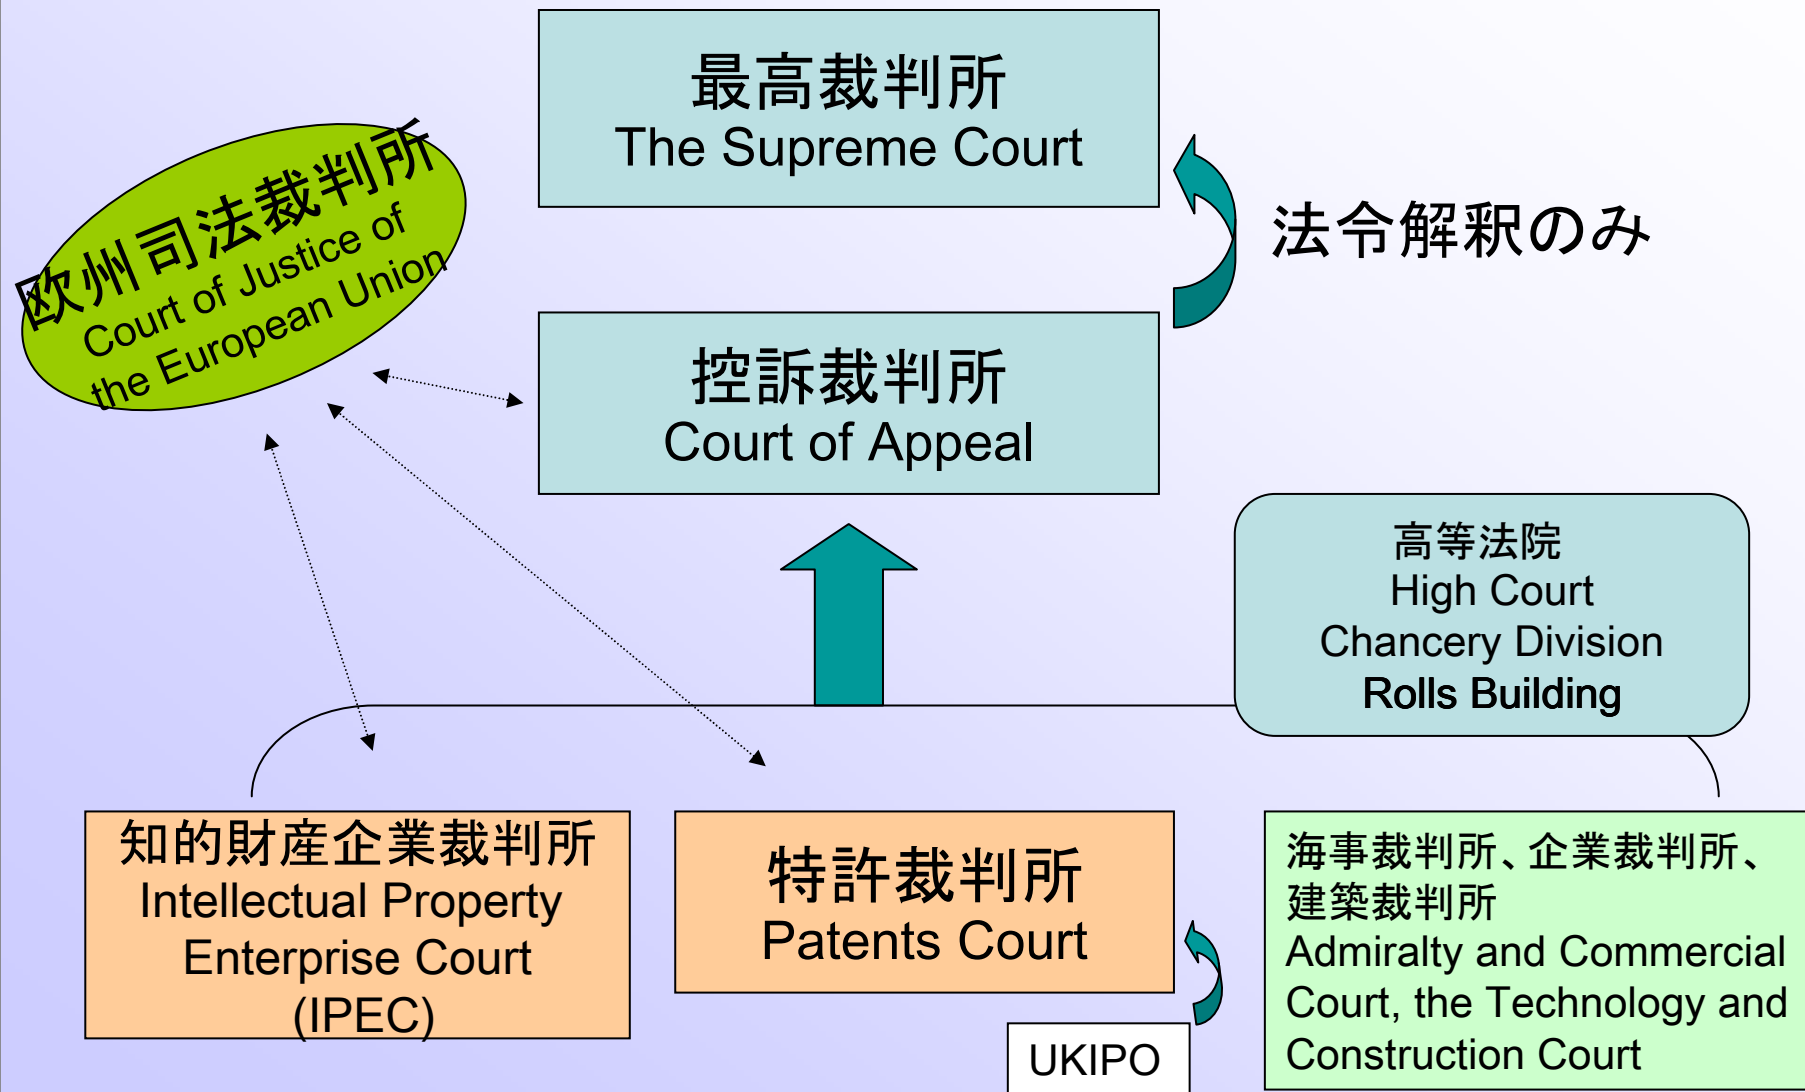 最高裁判所
The Supreme Court
欧州司法裁判所
Court of Justice of
the European Union
法令解釈のみ
控訴裁判所
Court of Appeal
高等法院
High Court
Chancery Division
Rolls Building
知的財産企業裁判所
Intellectual Property
Enterprise Court
(IPEC)
特許裁判所
Patents Court
UKIPO
海事裁判所、企業裁判所、
建築裁判所
Admiralty and Commercial
Court, the Technology and
Construction Court